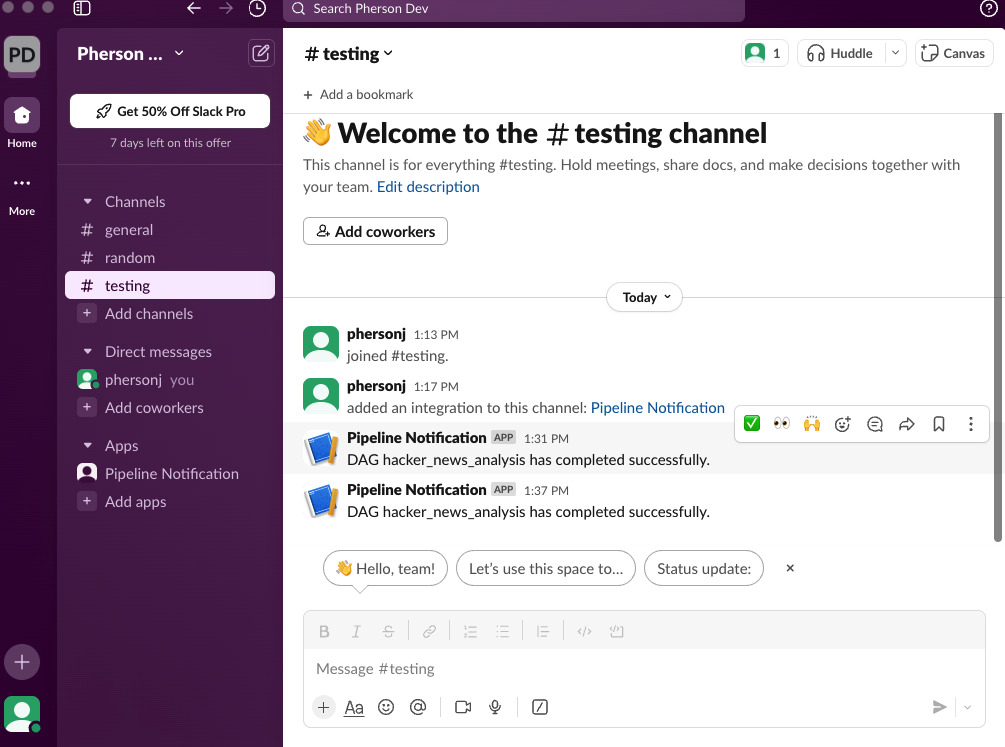 Search Pherson Dev
PD
Pherson ...
# testing
1
Huddle
Canvas
+ Add a bookmark
Get 50% Off Slack Pro
7 days left on this offer
Home
More
Channels
# general
# random
# testing
+ Add channels
Direct messages
phersonj you
+ Add coworkers
Apps
Pipeline Notification
+ Add apps
👋 Welcome to the # testing channel
This channel is for everything #testing. Hold meetings, share docs, and make decisions together with
your team. Edit description
Add coworkers
Today
phersonj 1:13 PM
joined #testing.
phersonj 1:17 PM
added an integration to this channel: Pipeline Notification
Pipeline Notification APP 1:31 PM
DAG hacker_news_analysis has completed successfully.
Pipeline Notification APP 1:37 PM
DAG hacker_news_analysis has completed successfully.
👋 Hello, team!
Let's use this space to...
Status update:
Message #testing
Aa